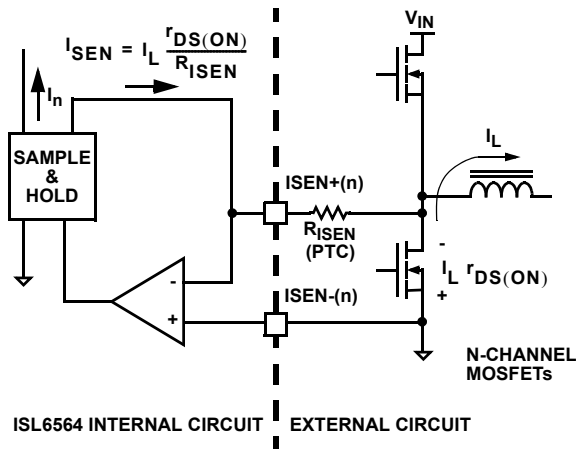 I_SEN = I_L r_DS(ON) / R_ISEN
I_n
SAMPLE
&
HOLD
-
+
ISEN+(n)
R_ISEN
(PTC)
ISEN-(n)
V_IN
I_L
-
I_L r_DS(ON)
+
N-CHANNEL
MOSFETs
ISL6564 INTERNAL CIRCUIT
EXTERNAL CIRCUIT